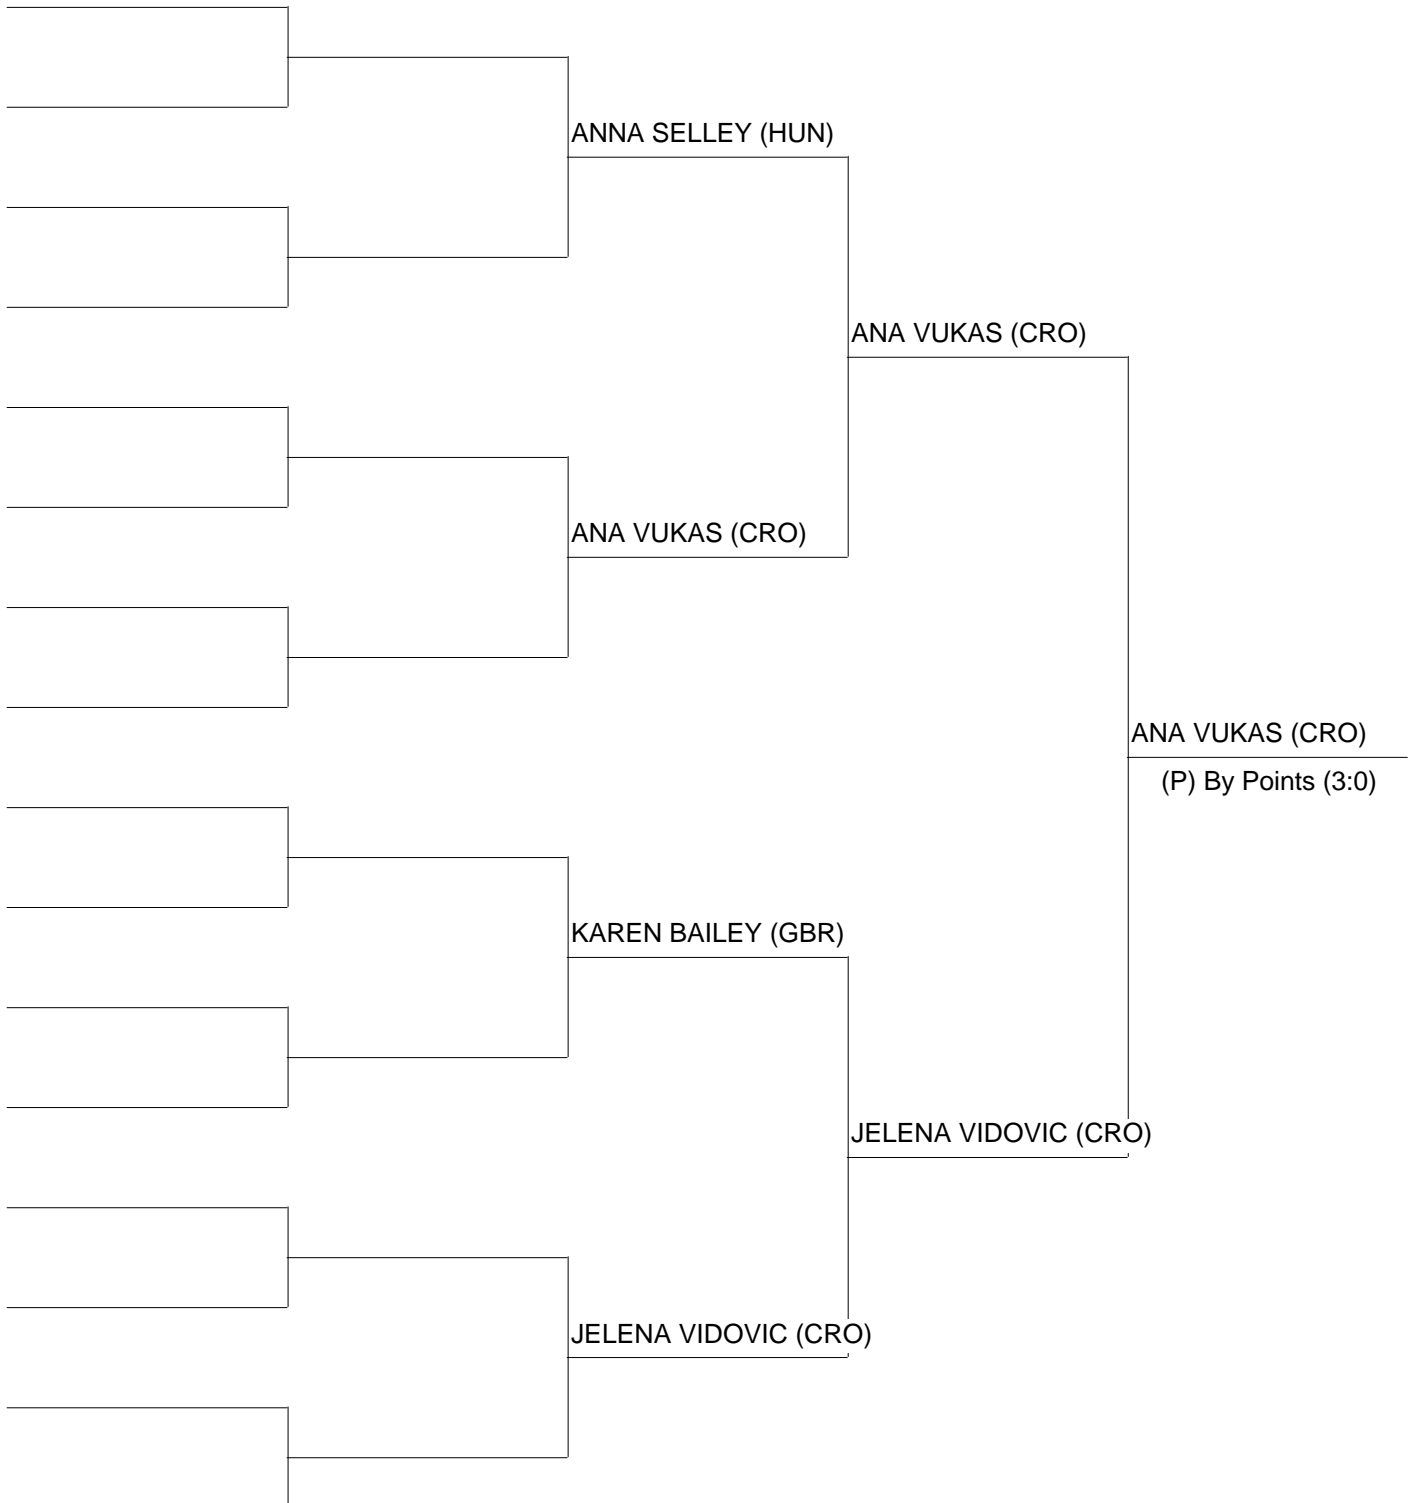 ANNA SELLEY (HUN)
ANA VUKAS (CRO)
ANA VUKAS (CRO)
ANA VUKAS (CRO)
(P) By Points (3:0)
KAREN BAILEY (GBR)
JELENA VIDOVIC (CRO)
JELENA VIDOVIC (CRO)